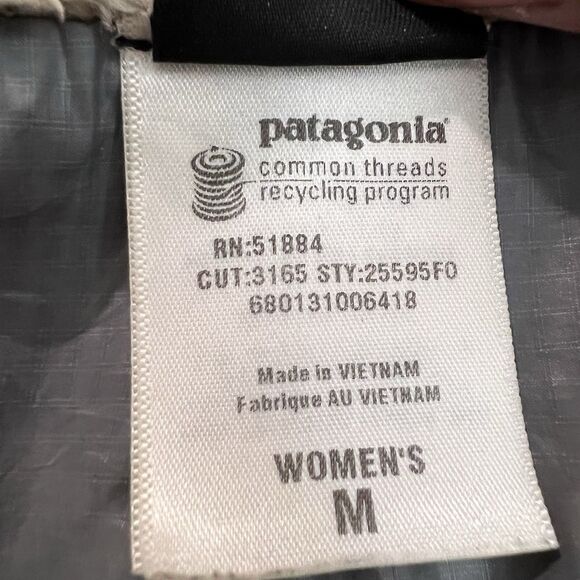 patagonia®
common threads
recycling program
RN:51884
CUT:3165 STY:25595F0
680131006418
Made in VIETNAM
Fabrique AU VIETNAM
WOMEN'S
M